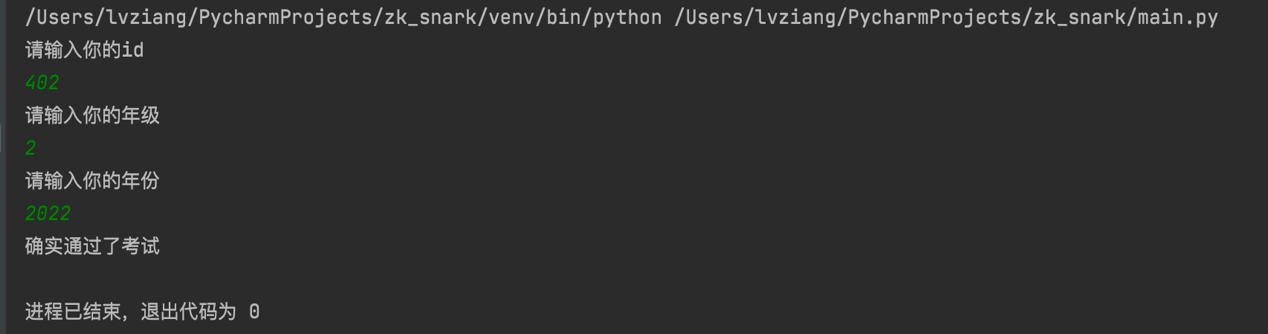 /Users/lvziang/PycharmProjects/zk_snark/venv/bin/python /Users/lvziang/PycharmProjects/zk_snark/main.py
请输入你的id
402
请输入你的年级
2
请输入你的年份
2022
确实通过了考试
进程已结束，退出代码为 0